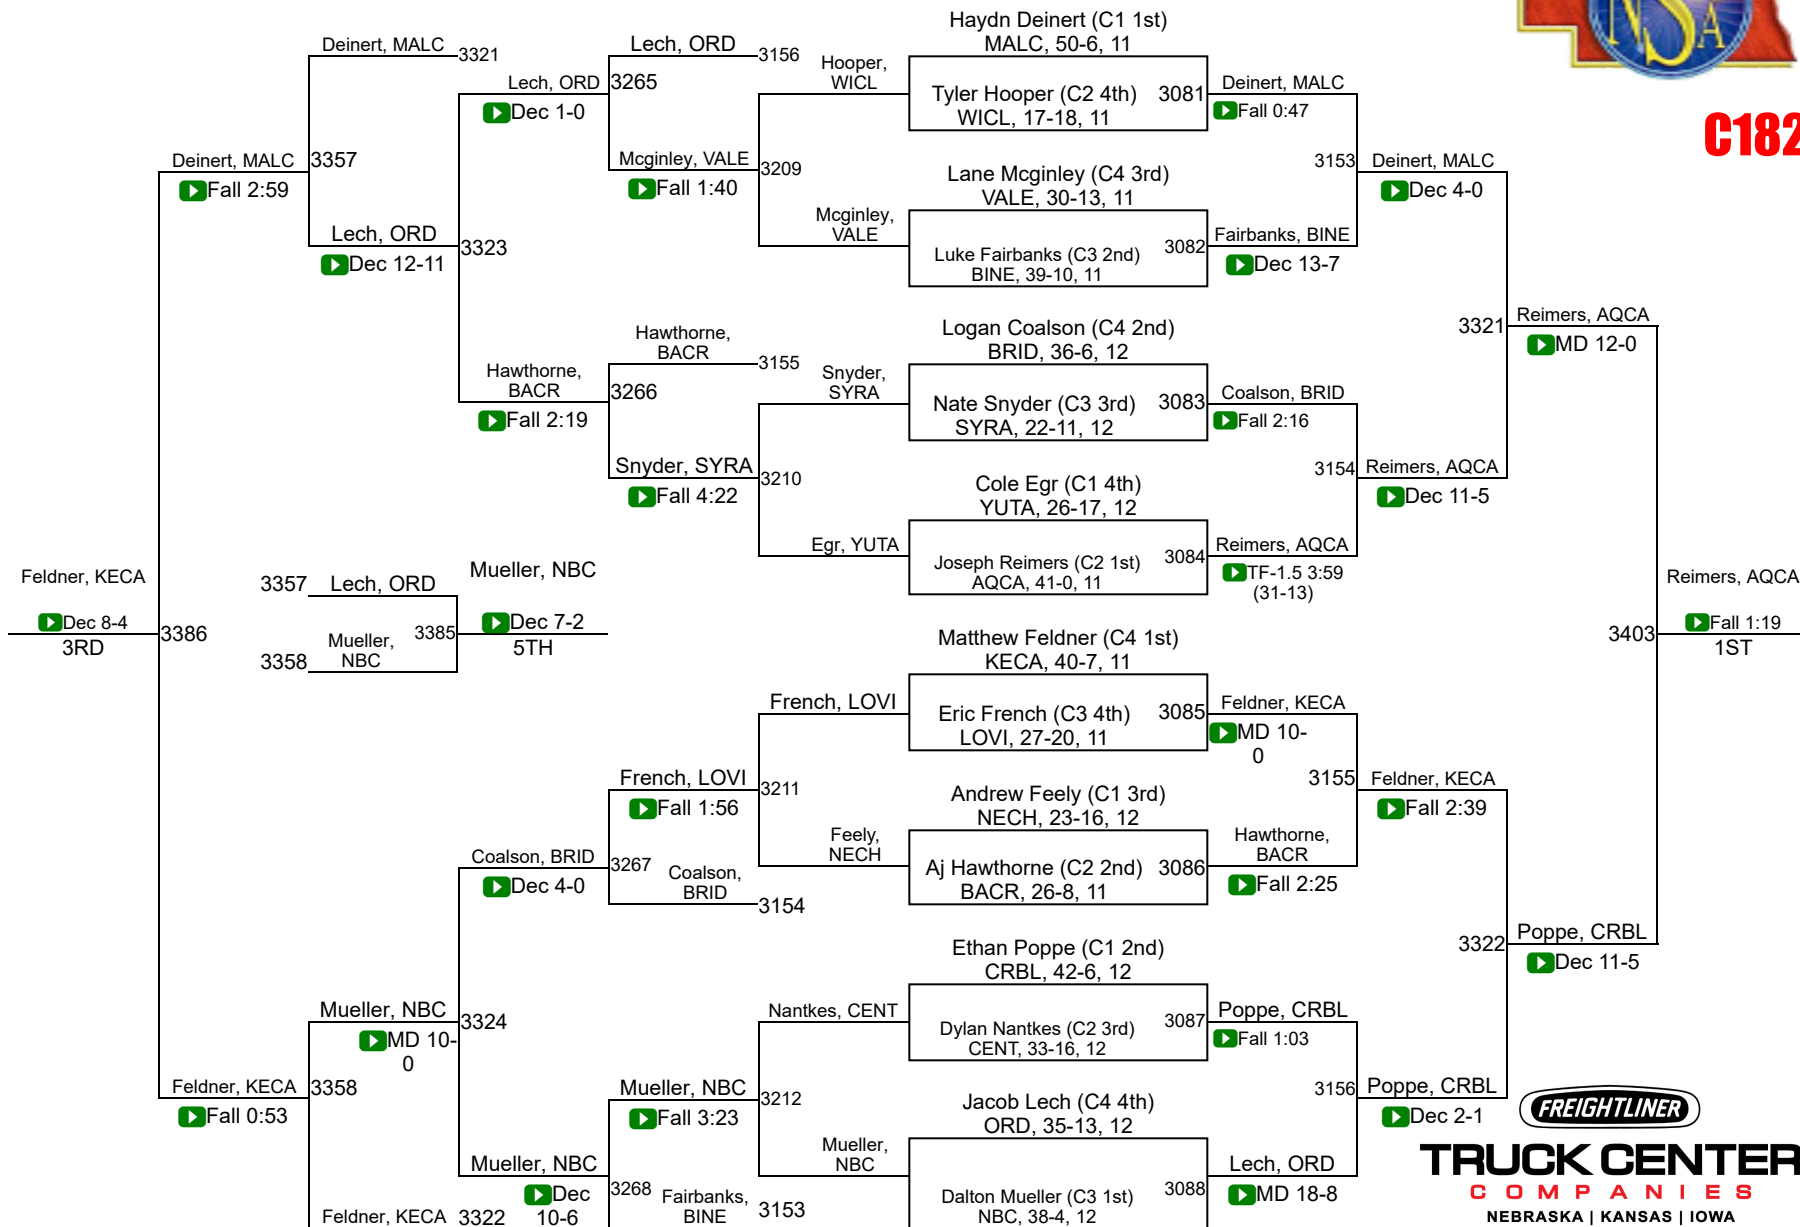 Haydn Deinert (C1 1st)
MALC, 50-6, 11
Tyler Hooper (C2 4th)
WICL, 17-18, 11
3081
Lane Mcginley (C4 3rd)
VALE, 30-13, 11
Luke Fairbanks (C3 2nd)
BINE, 39-10, 11
3082
Logan Coalson (C4 2nd)
BRID, 36-6, 12
Nate Snyder (C3 3rd)
SYRA, 22-11, 12
3083
Cole Egr (C1 4th)
YUTA, 26-17, 12
Joseph Reimers (C2 1st)
AQCA, 41-0, 11
3084
Matthew Feldner (C4 1st)
KECA, 40-7, 11
Eric French (C3 4th)
LOVI, 27-20, 11
3085
Andrew Feely (C1 3rd)
NECH, 23-16, 12
Aj Hawthorne (C2 2nd)
BACR, 26-8, 11
3086
Ethan Poppe (C1 2nd)
CRBL, 42-6, 12
Dylan Nantkes (C2 3rd)
CENT, 33-16, 12
3087
Jacob Lech (C4 4th)
ORD, 35-13, 12
Dalton Mueller (C3 1st)
NBC, 38-4, 12
3088
Deinert, MALC
Fall 0:47
3153
Fairbanks, BINE
Dec 13-7
Coalson, BRID
Fall 2:16
3154
Reimers, AQCA
TF-1.5 3:59
(31-13)
Feldner, KECA
MD 10-
0
3155
Hawthorne,
BACR
Fall 2:25
Poppe, CRBL
Fall 1:03
3156
Lech, ORD
MD 18-8
Deinert, MALC
Dec 4-0
3321
Reimers, AQCA
Dec 11-5
Feldner, KECA
Fall 2:39
3322
Poppe, CRBL
Dec 2-1
Reimers, AQCA
MD 12-0
3403
Poppe, CRBL
Dec 11-5
Reimers, AQCA
Fall 1:19
1ST
Hooper,
WICL
3209
Mcginley,
VALE
Snyder,
SYRA
3210
Egr, YUTA
French, LOVI
3211
Feely,
NECH
Nantkes, CENT
3212
Mueller,
NBC
Lech, ORD
3156
3265
Mcginley, VALE
Fall 1:40
Hawthorne,
BACR
3155
3266
Snyder, SYRA
Fall 4:22
French, LOVI
Fall 1:56
3267
Coalson,
BRID
3154
Mueller, NBC
Fall 3:23
3268
Fairbanks,
BINE
3153
Lech, ORD
Dec 1-0
3323
Hawthorne,
BACR
Fall 2:19
Coalson, BRID
Dec 4-0
3324
Mueller, NBC
Dec
10-6
Deinert, MALC
3321
3357
Lech, ORD
Dec 12-11
Mueller, NBC
MD 10-
0
3358
Feldner, KECA
3322
Deinert, MALC
Fall 2:59
3386
Feldner, KECA
Fall 0:53
Feldner, KECA
Dec 8-4
3RD
3357
Lech, ORD
3385
3358
Mueller,
NBC
Mueller, NBC
Dec 7-2
5TH
NSA
C182
FREIGHTLINER
TRUCK CENTER
COMPANIES
NEBRASKA | KANSAS | IOWA